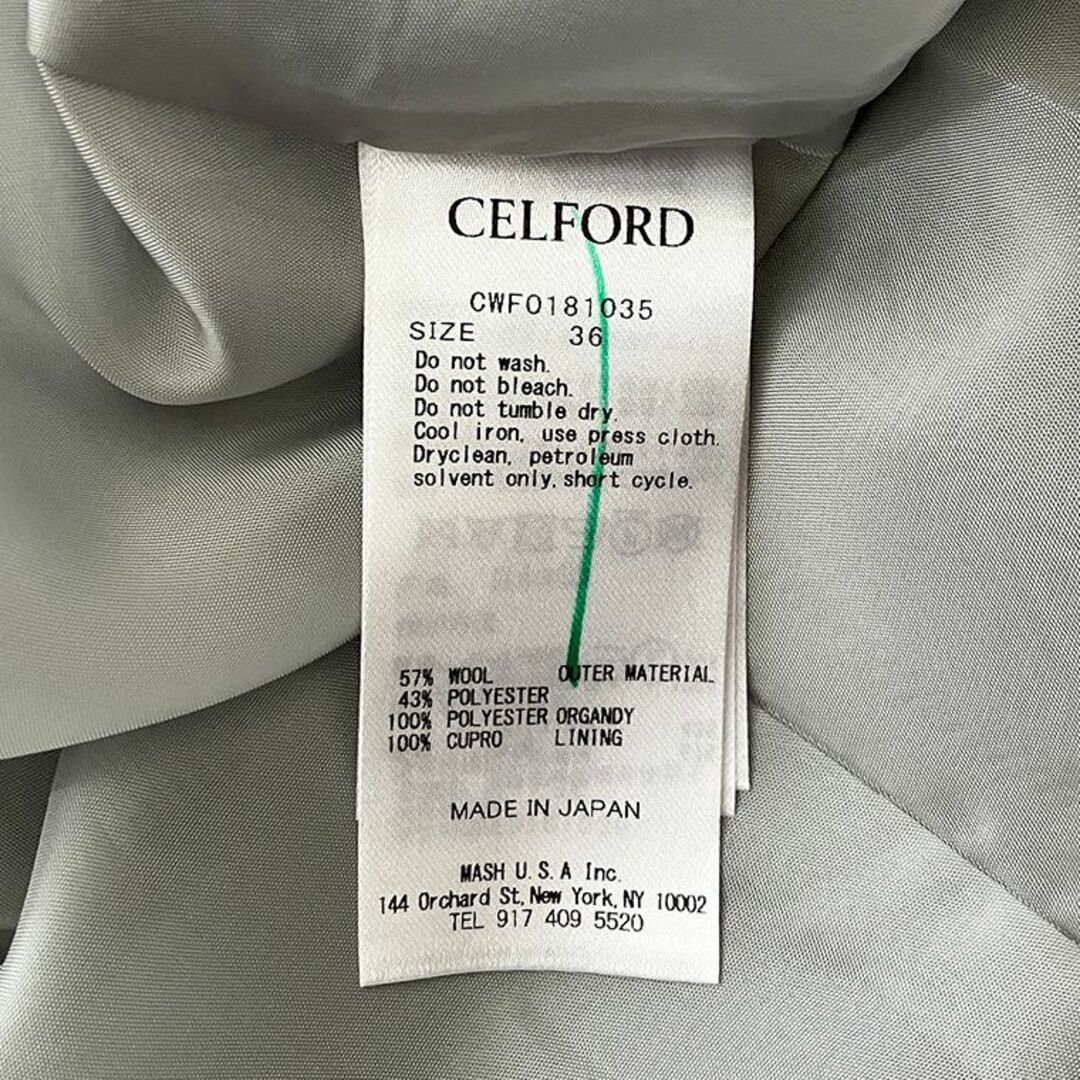 CELFORD
CWFO181035
SIZE 36
Do not wash.
Do not bleach.
Do not tumble dry.
Cool iron, use press cloth.
Dryclean, petroleum
solvent only, short cycle.
57% WOOL OUTER MATERIAL
43% POLYESTER
100% POLYESTER ORGANDY
100% CUPRO LINING
MADE IN JAPAN
MASH U.S.A Inc.
144 Orchard St, New York, NY 10002
TEL 917 409 5520